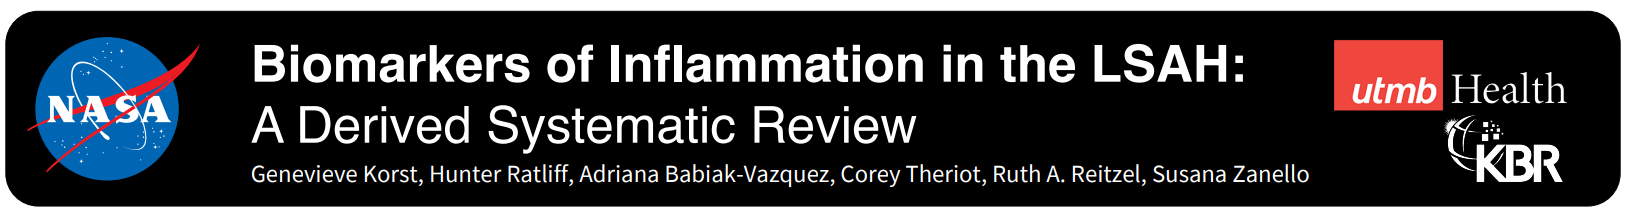 NASA
Biomarkers of Inflammation in the LSAH:
A Derived Systematic Review
Genevieve Korst, Hunter Ratliff, Adriana Babiak-Vazquez, Corey Theriot, Ruth A. Reitzel, Susana Zanello
utmb Health
KBR